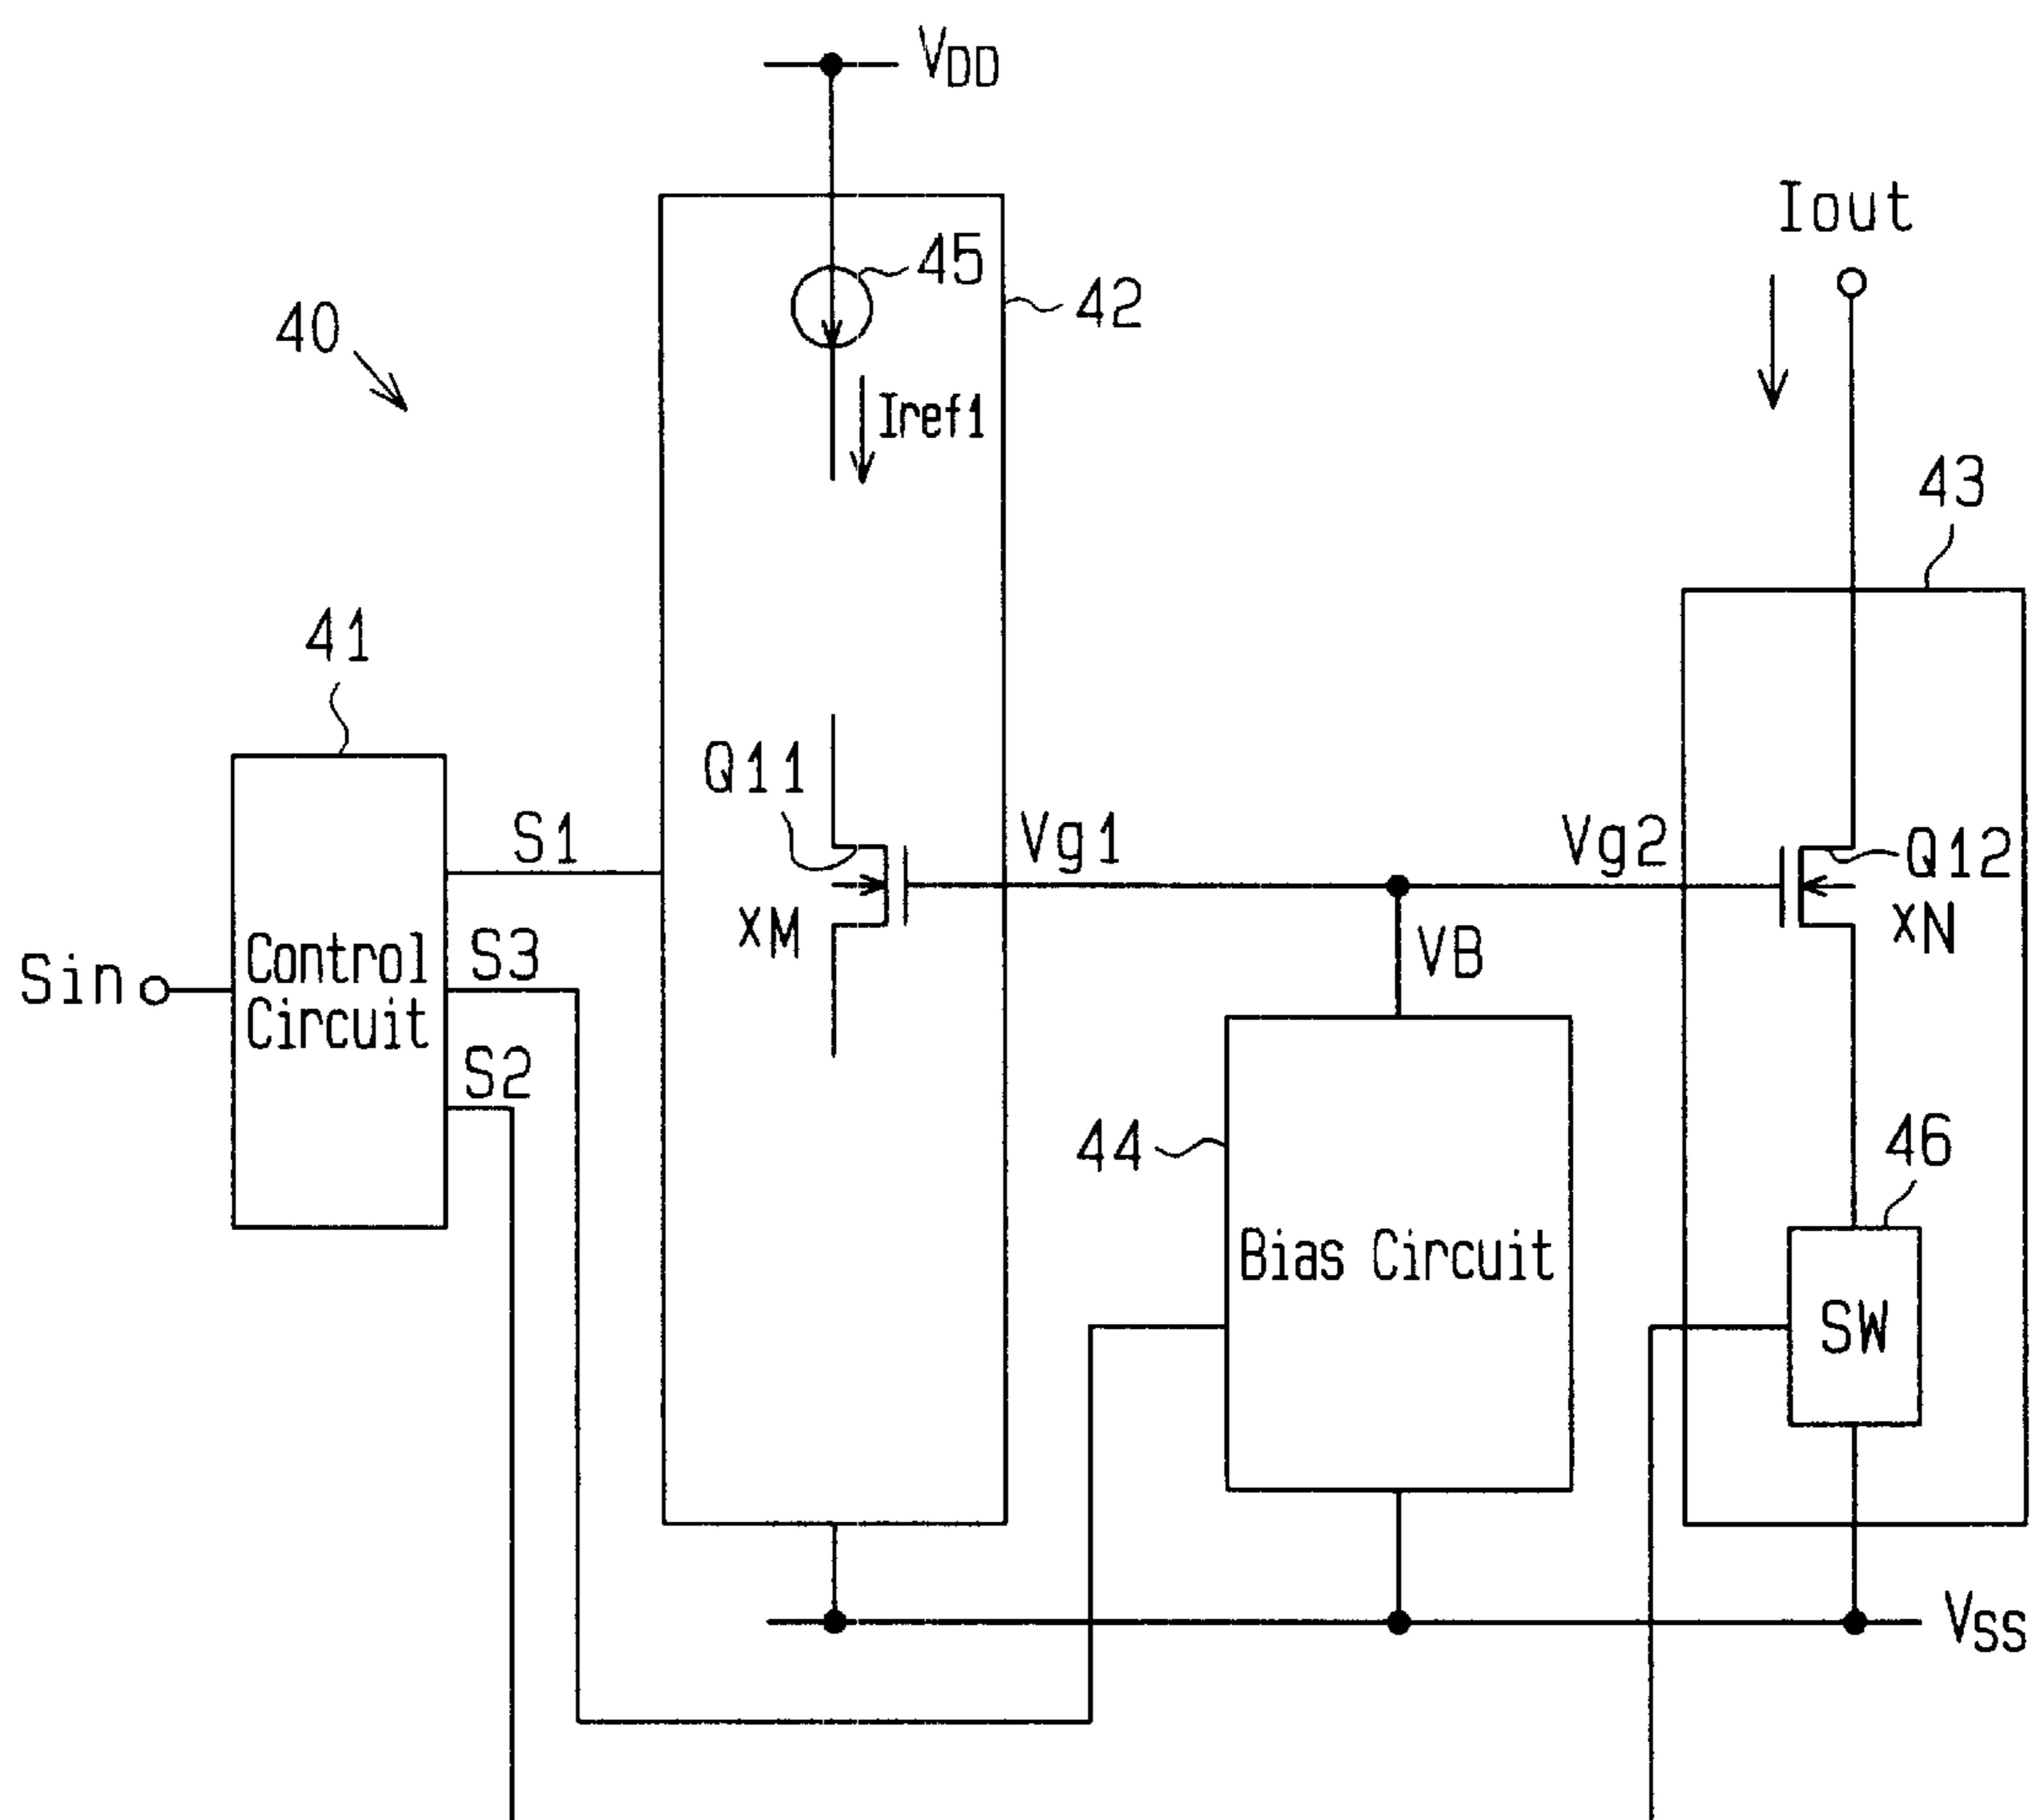 VDD
Iout
45
42
40
Iref1
43
41
Q11
S1
Vg1
Vg2
Q12
XM
XN
Control
Circuit
S3
VB
Sin
S2
44
46
Bias Circuit
SW
VSS